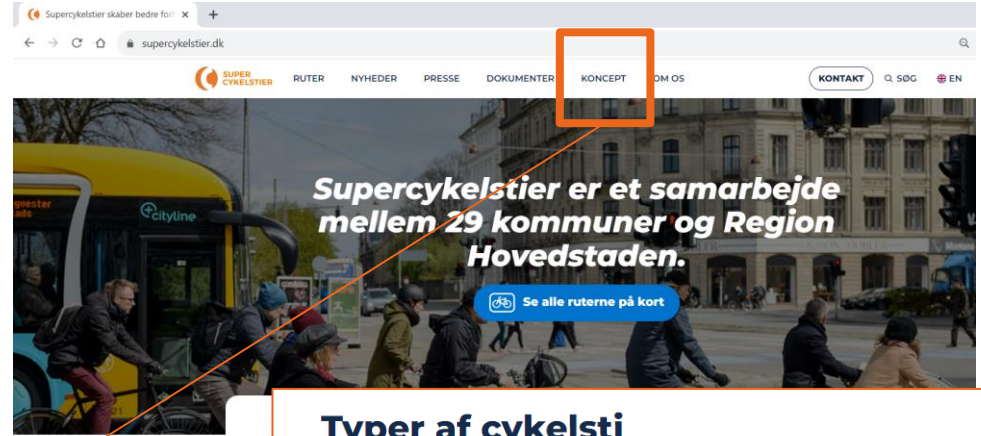 Supercykelstier skaber bedre for
supercykelstier.dk
SUPER
CYKELSTIER
RUTER NYHEDER PRESSE DOKUMENTER KONCEPT OM OS KONTAKT SØG EN
cityline
Supercykelstier er et samarbejde
mellem 29 kommuner og Region
Hovedstaden.
Se alle ruterne på kort
21
Typer af cykelsti